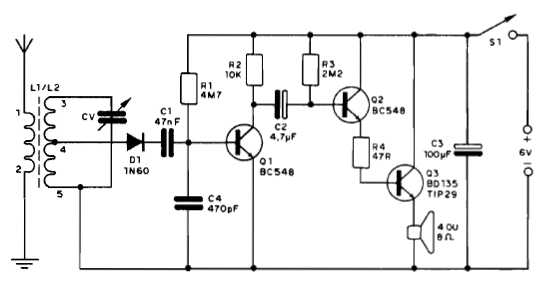 S1
L1/L2
1
2
3
4
5
CV
D1
1N60
C1
47nF
R1
4M7
C4
470pF
R2
10K
Q1
BC548
C2
4,7µF
R3
2M2
Q2
BC548
R4
47R
Q3
BD135
TIP29
4 OU
8Ω
C3
100µF
+
6V
−